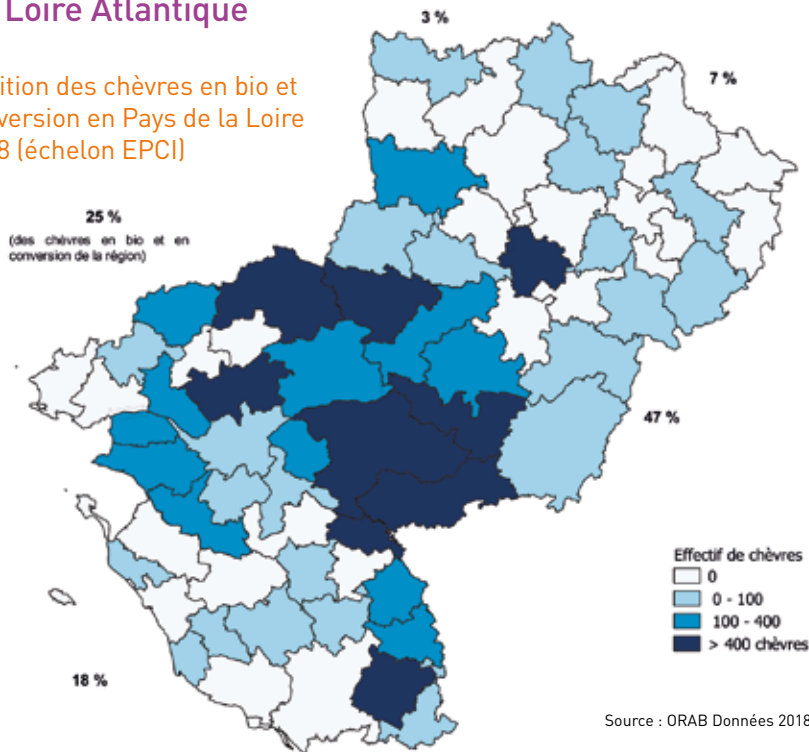 Loire Atlantique
3 %
ition des chèvres en bio et
version en Pays de la Loire
8 (échelon EPCI)
7 %
25 %
(des chèvres en bio et en
conversion de la région)
47 %
18 %
Effectif de chèvres
0
0 - 100
100 - 400
> 400 chèvres
Source : ORAB Données 2018